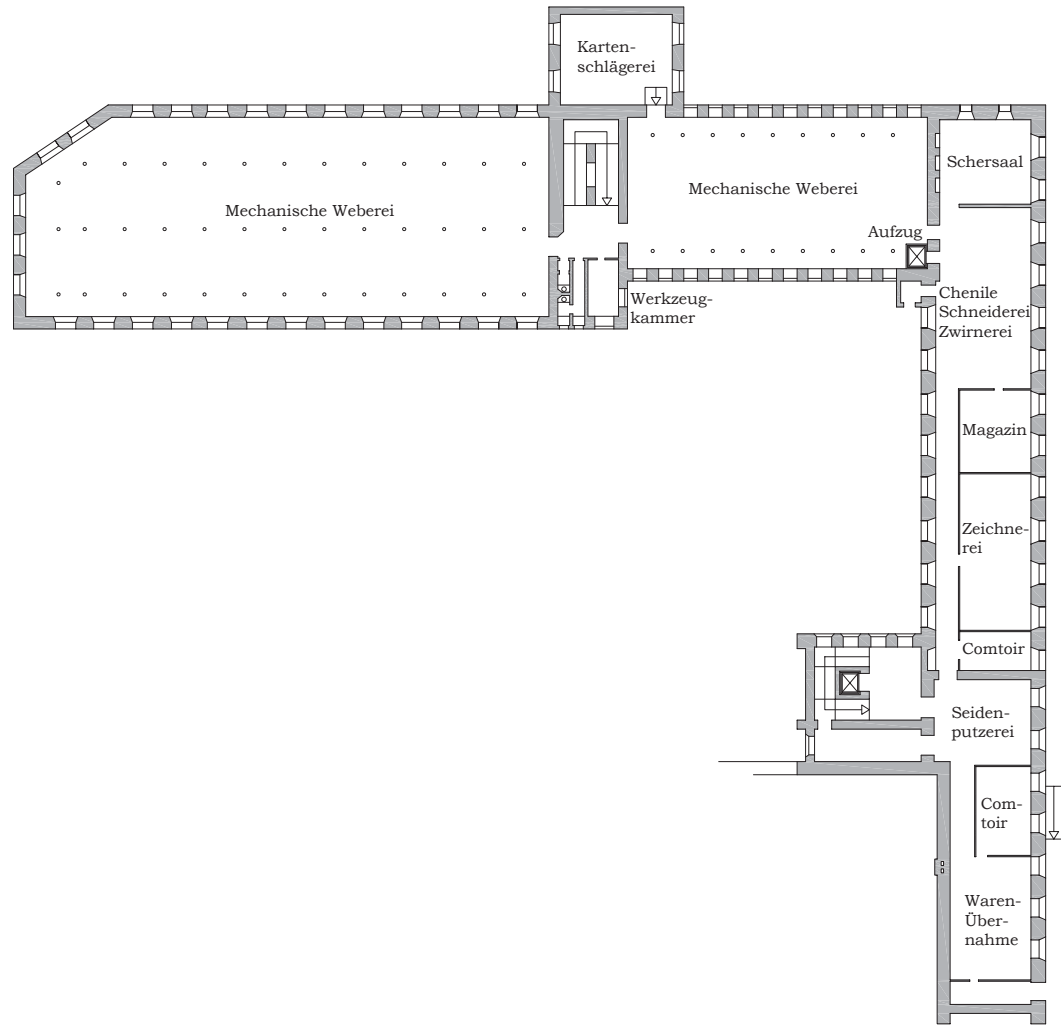 Karten-
schlägerei
Schersaal
Mechanische Weberei
Mechanische Weberei
Aufzug
Werkzeug-
kammer
Chenile
Schneiderei
Zwirnerei
Magazin
Zeichne-
rei
Comtoir
Seiden-
putzerei
Com-
toir
Waren-
Über-
nahme